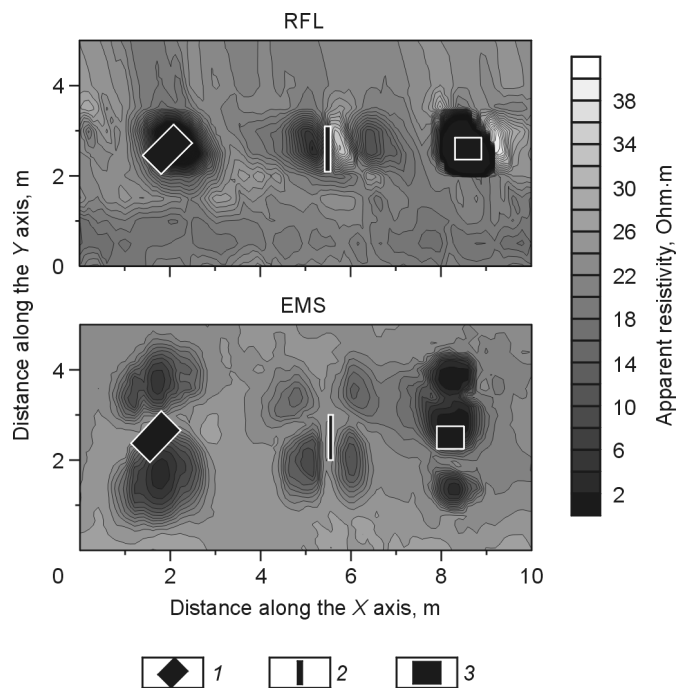 RFL
4
2
0
EMS
4
2
0 2 4 6 8 10
Distance along the X axis, m
Distance along the Y axis, m
38
34
30
26
22
18
14
10
6
2
Apparent resistivity, Ohm·m
1 2 3